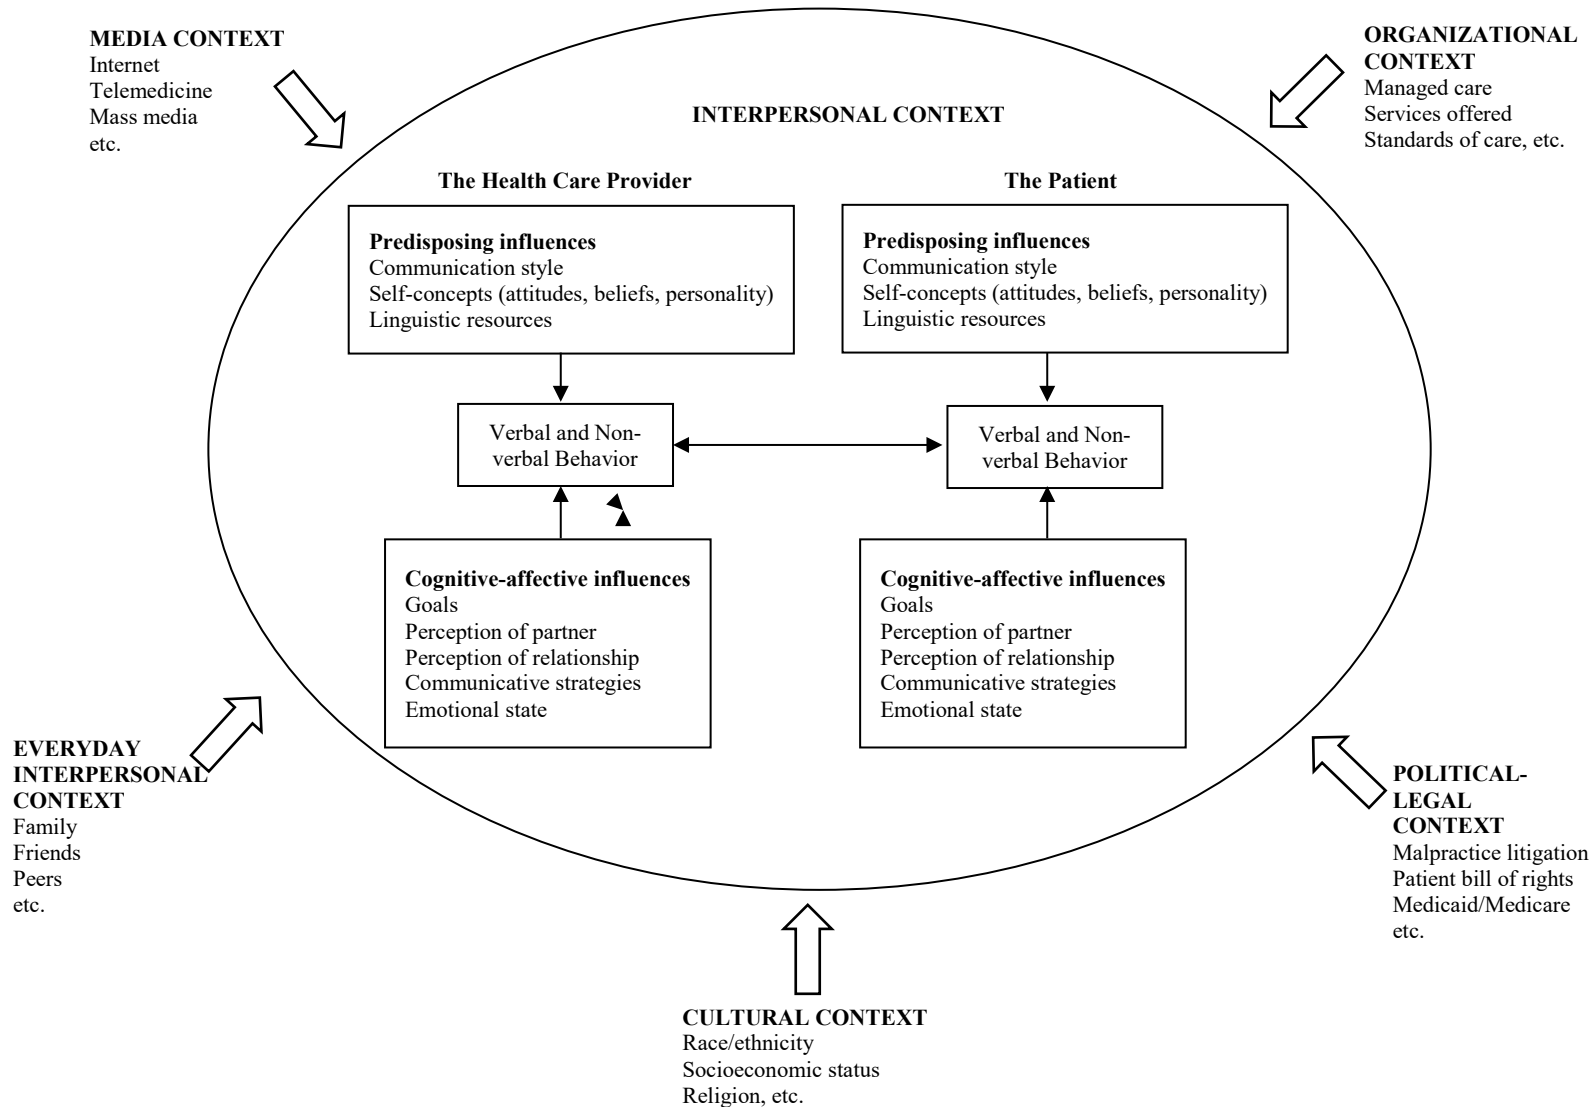 MEDIA CONTEXT
Internet
Telemedicine
Mass media
etc.
ORGANIZATIONAL
CONTEXT
Managed care
Services offered
Standards of care, etc.
INTERPERSONAL CONTEXT
The Health Care Provider
Predisposing influences
Communication style
Self-concepts (attitudes, beliefs, personality)
Linguistic resources
Verbal and Non-
verbal Behavior
Cognitive-affective influences
Goals
Perception of partner
Perception of relationship
Communicative strategies
Emotional state
The Patient
Predisposing influences
Communication style
Self-concepts (attitudes, beliefs, personality)
Linguistic resources
Verbal and Non-
verbal Behavior
Cognitive-affective influences
Goals
Perception of partner
Perception of relationship
Communicative strategies
Emotional state
EVERYDAY
INTERPERSONAL
CONTEXT
Family
Friends
Peers
etc.
POLITICAL-
LEGAL
CONTEXT
Malpractice litigation
Patient bill of rights
Medicaid/Medicare
etc.
CULTURAL CONTEXT
Race/ethnicity
Socioeconomic status
Religion, etc.